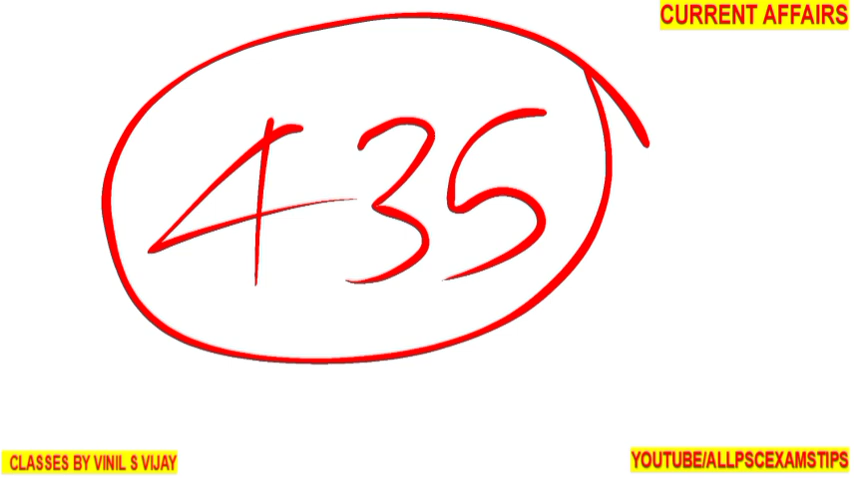 CURRENT AFFAIRS
435
CLASSES BY VINIL S VIJAY
YOUTUBE/ALLPSCEXAMSTIPS